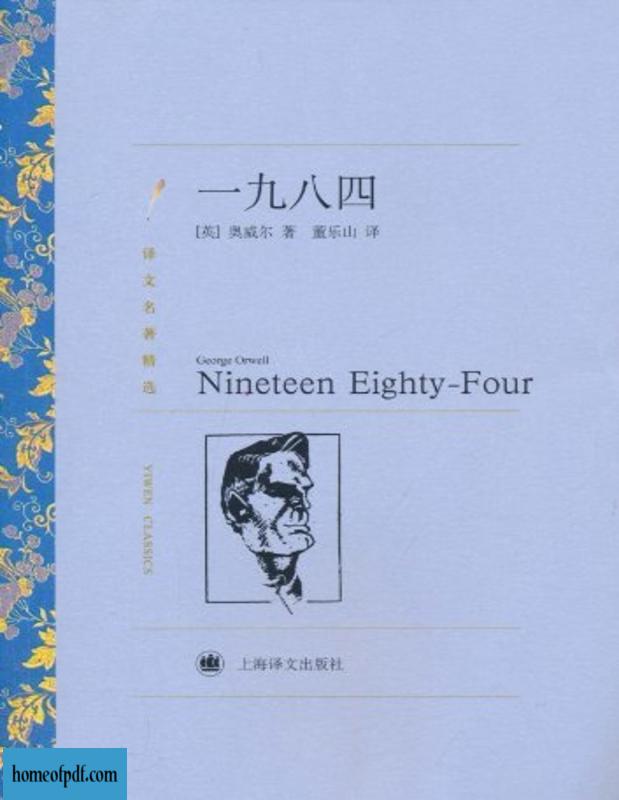 一九八四
[英] 奥威尔 著 董乐山 译
译文名著精选
George Orwell
Nineteen Eighty-Four
YIWEN CLASSICS
上海译文出版社
homeofpdf.com